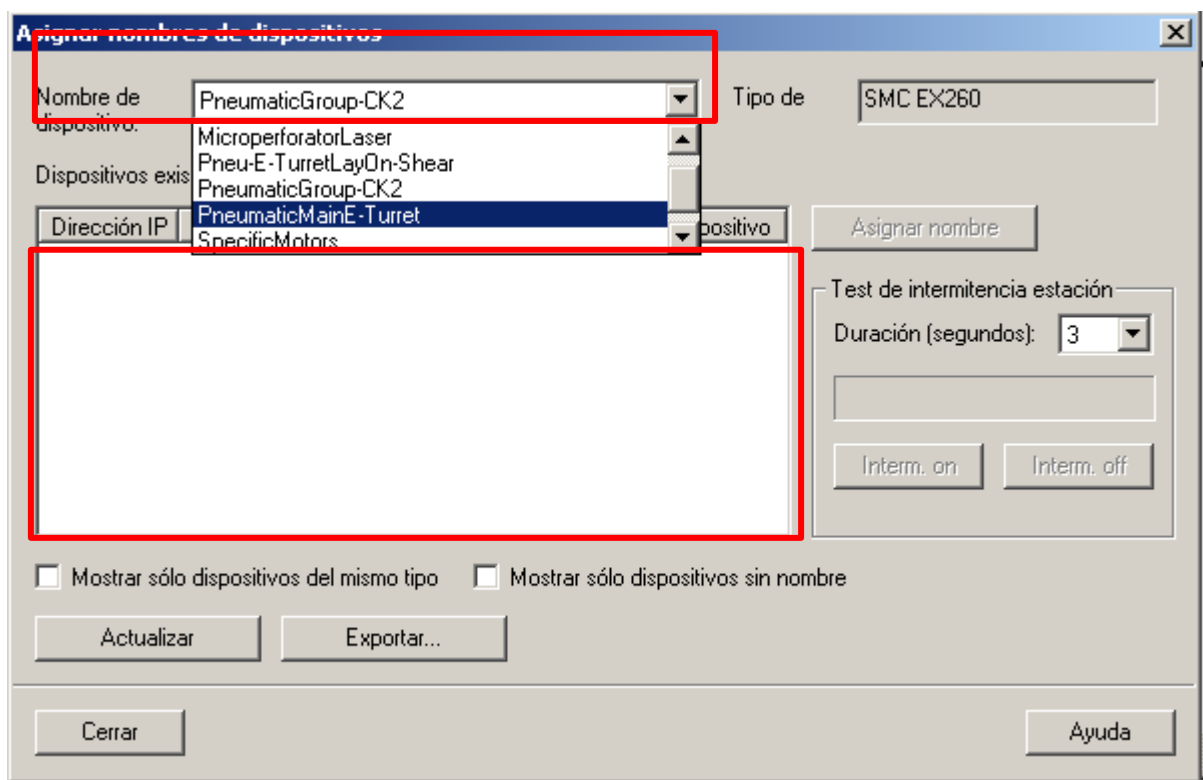 Asignar nombres de dispositivos
Nombre de dispositivo:
PneumaticGroup-CK2
Tipo de
SMC EX260
MicroperforatorLaser
Pneu-E-TurretLayOn-Shear
PneumaticGroup-CK2
PneumaticMainE-Turret
SpecificMotors
Dispositivos exis
Dirección IP
positivo
Asignar nombre
Test de intermitencia estación
Duración (segundos):
3
Interm. on
Interm. off
Mostrar sólo dispositivos del mismo tipo
Mostrar sólo dispositivos sin nombre
Actualizar
Exportar...
Cerrar
Ayuda